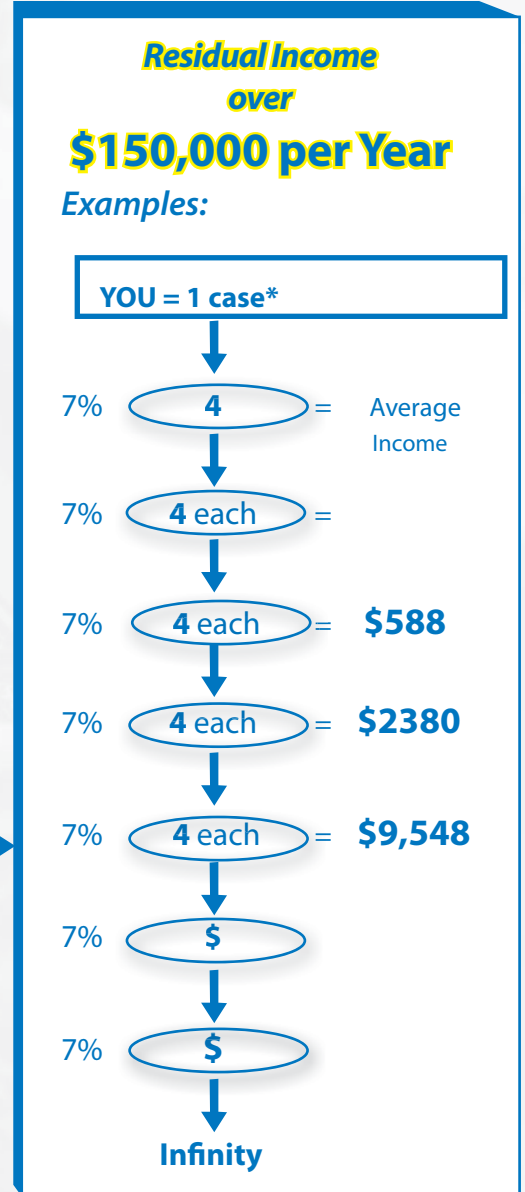 Residual Income
over
$150,000 per Year
Examples:
YOU = 1 case*
7% 4 = Average
Income
7% 4 each =
7% 4 each = $588
7% 4 each = $2380
7% 4 each = $9,548
7% $
7% $
Infinity